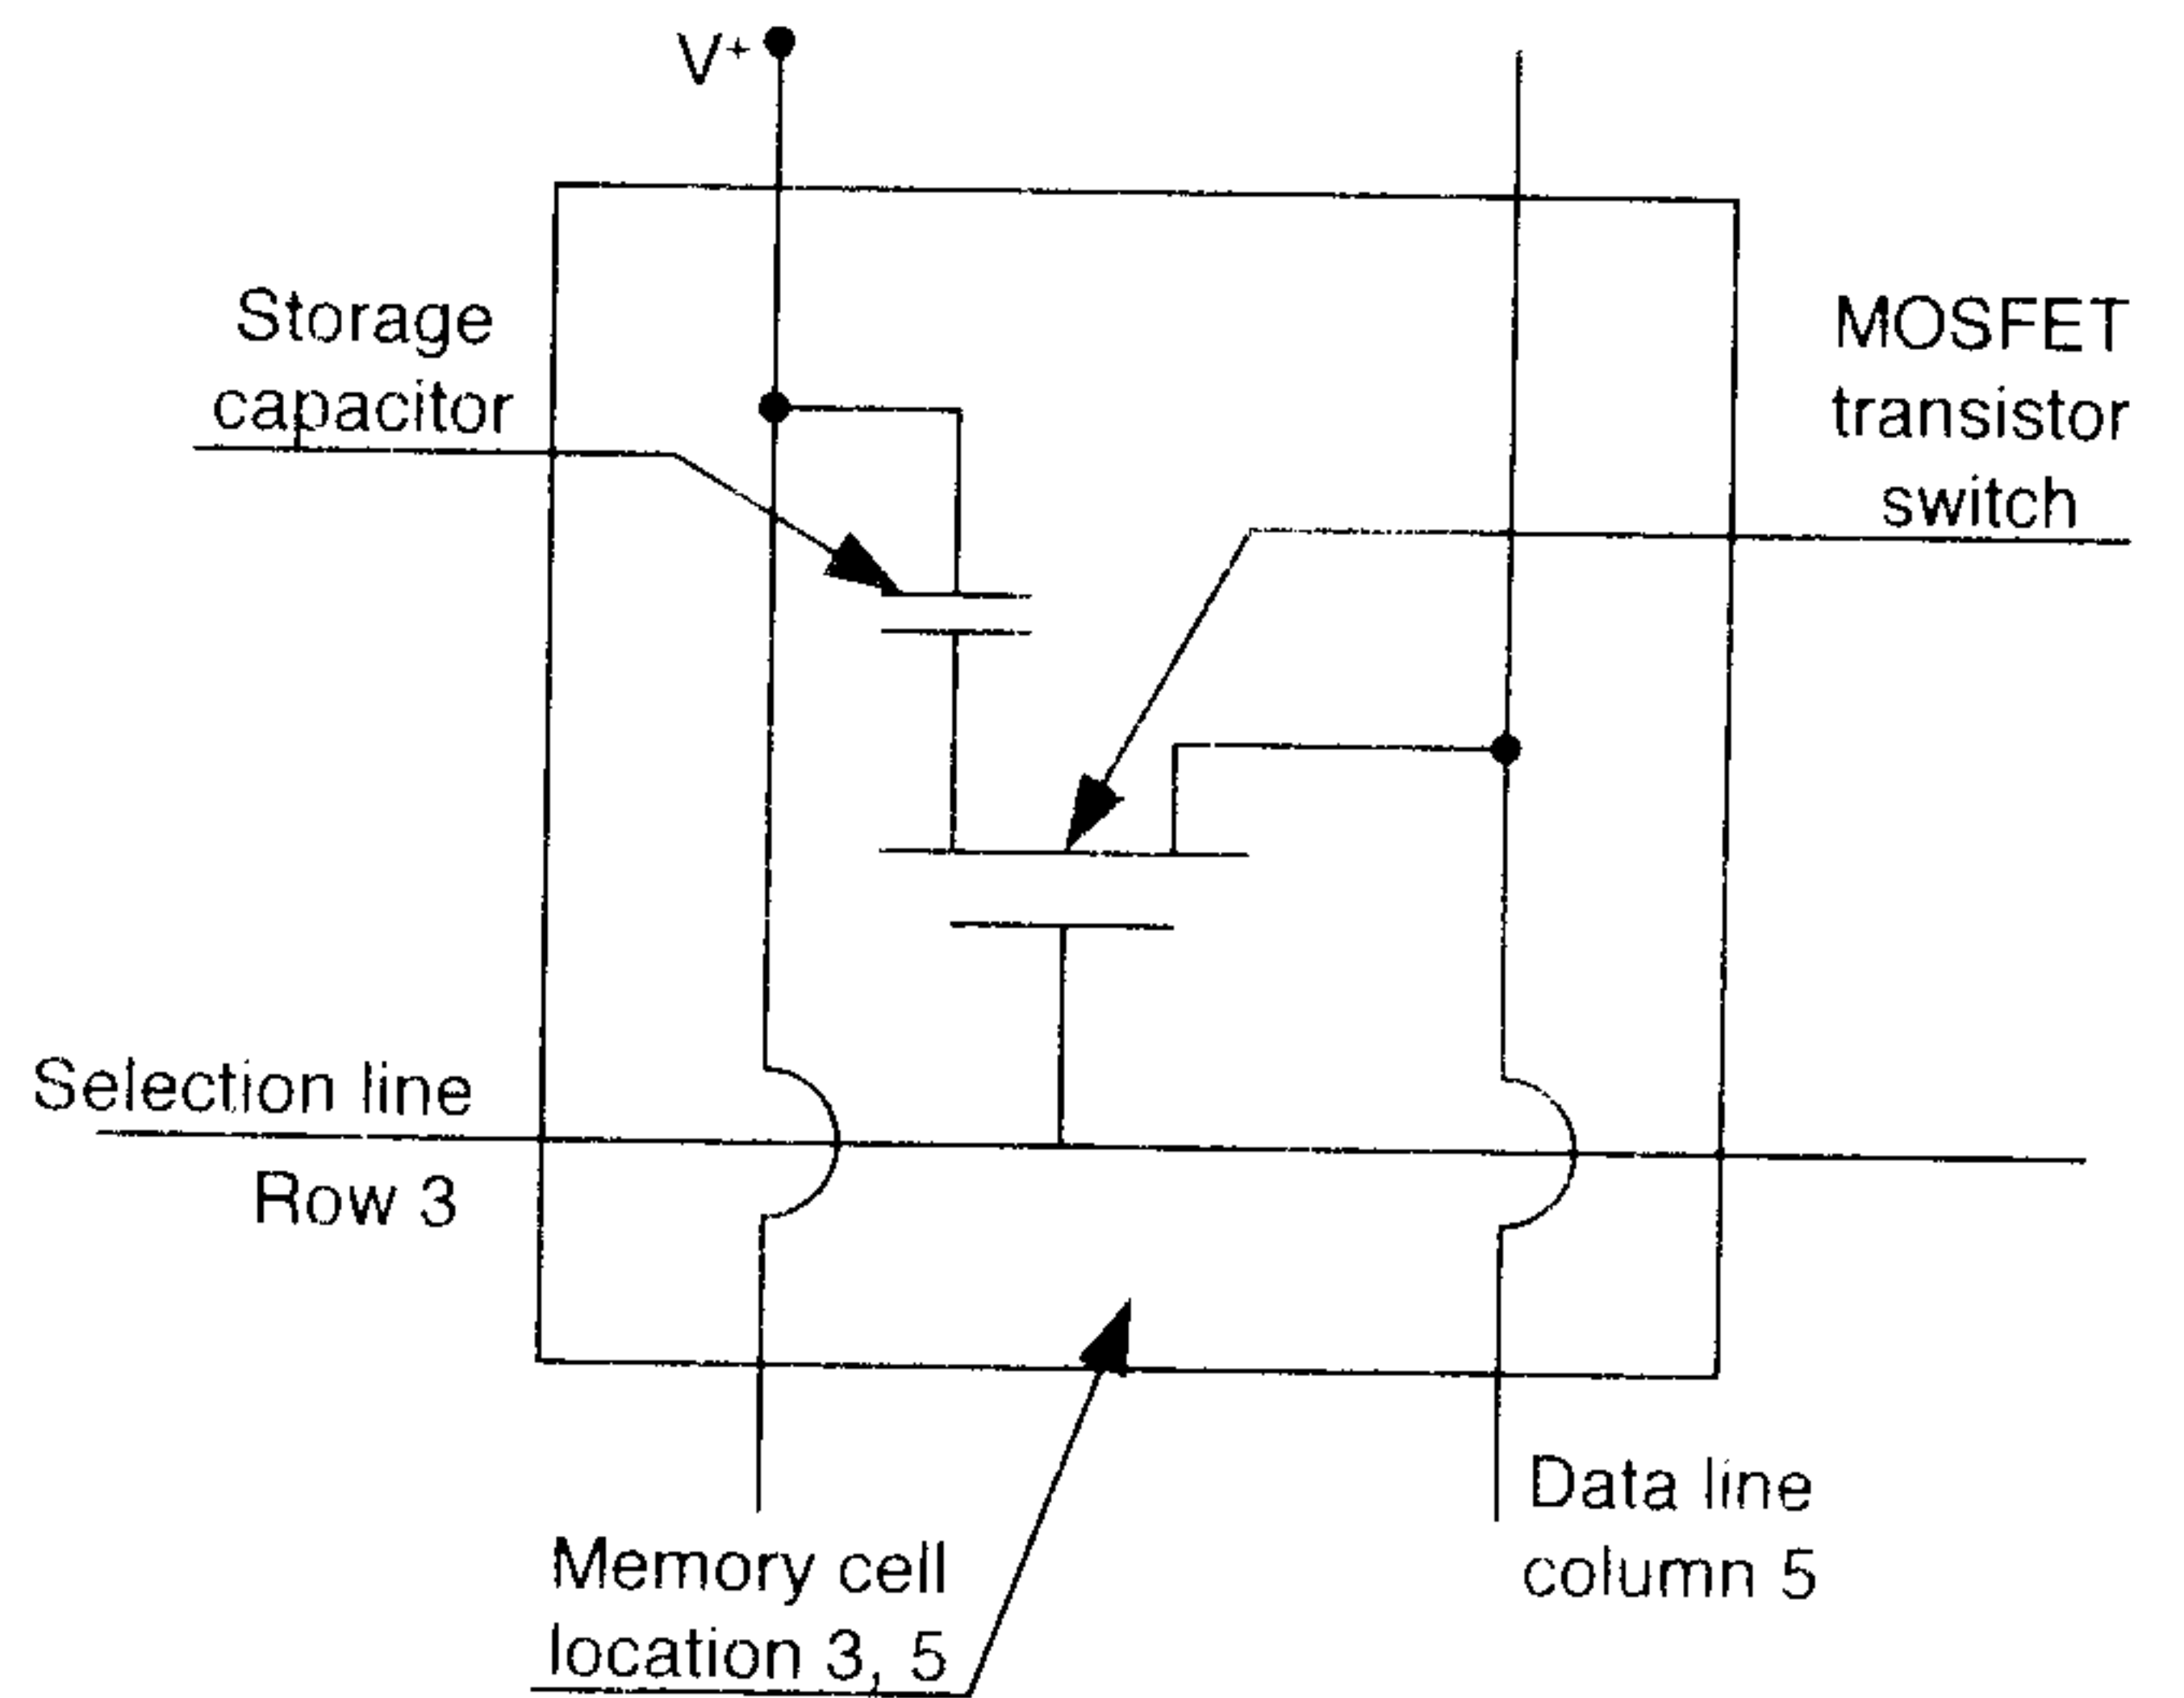 V+
Storage
capacitor
MOSFET
transistor
switch
Selection line
Row 3
Data line
column 5
Memory cell
location 3, 5